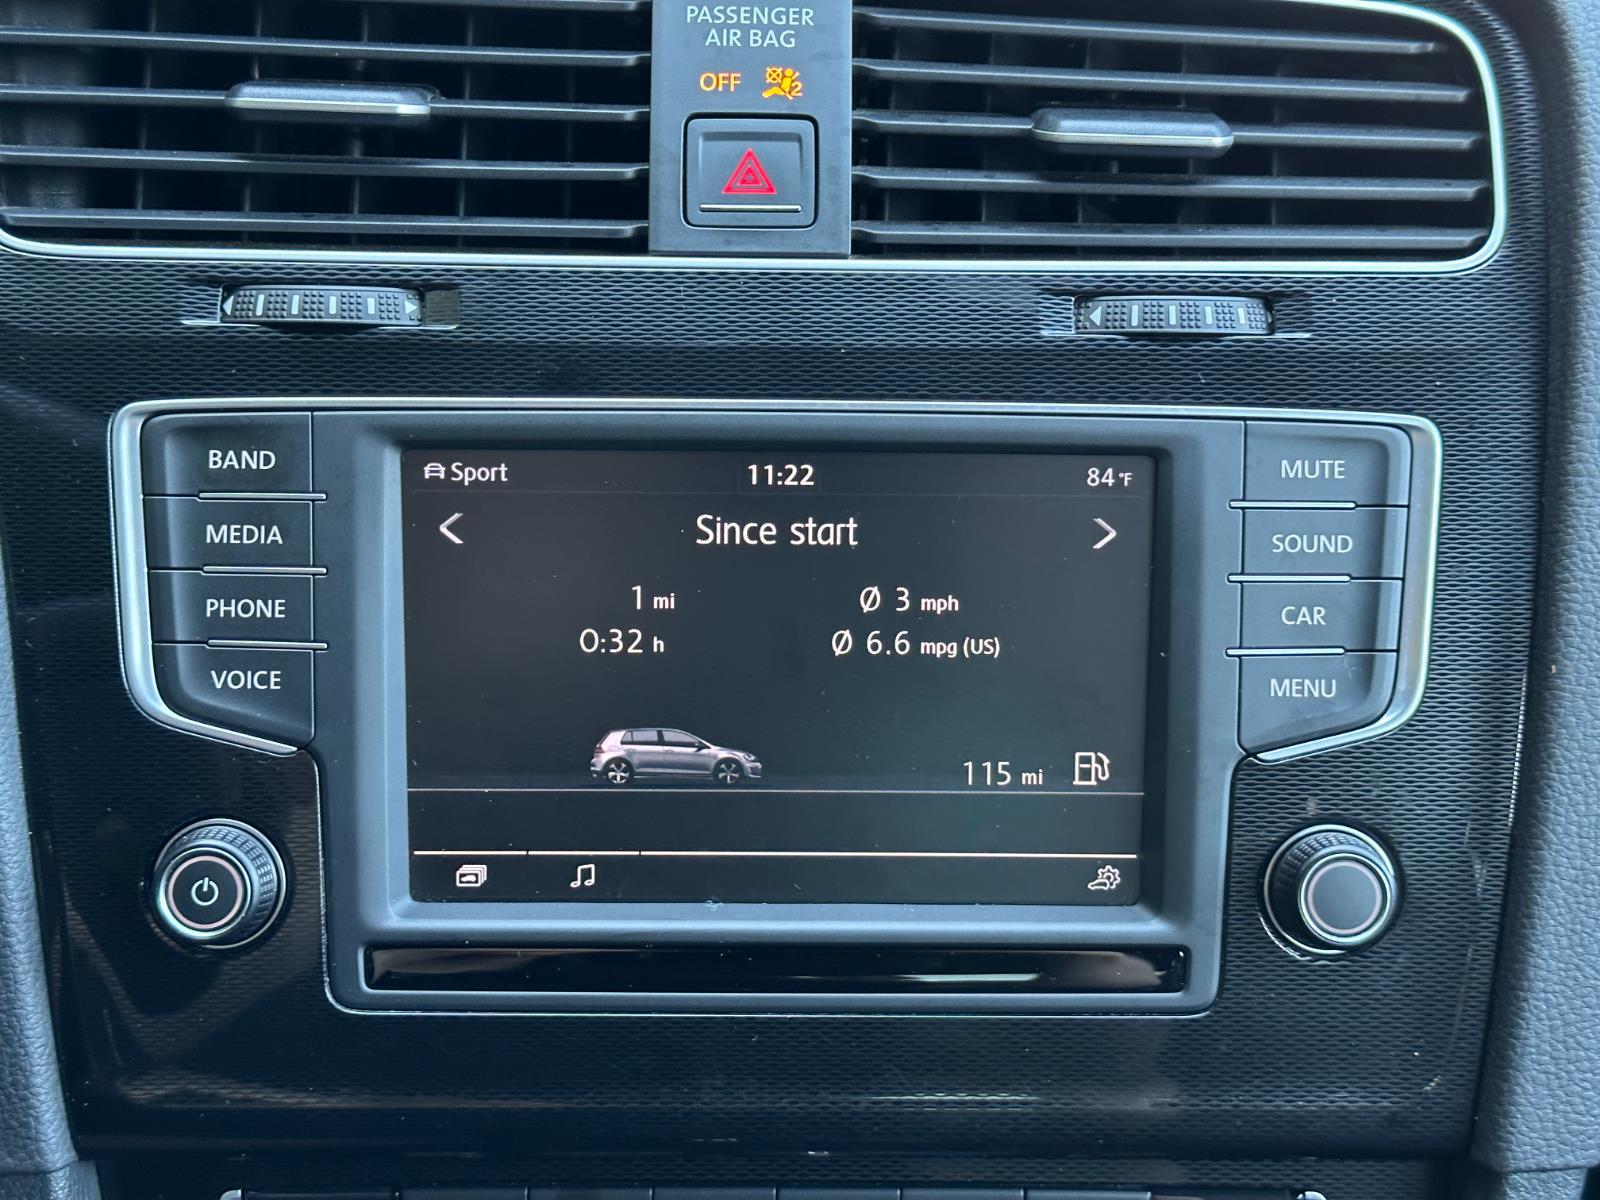 PASSENGER
AIR BAG
OFF 2
BAND
MEDIA
PHONE
VOICE
Sport 11:22 84°F
Since start
1 mi Ø 3 mph
0:32 h Ø 6.6 mpg (US)
115 mi
MUTE
SOUND
CAR
MENU